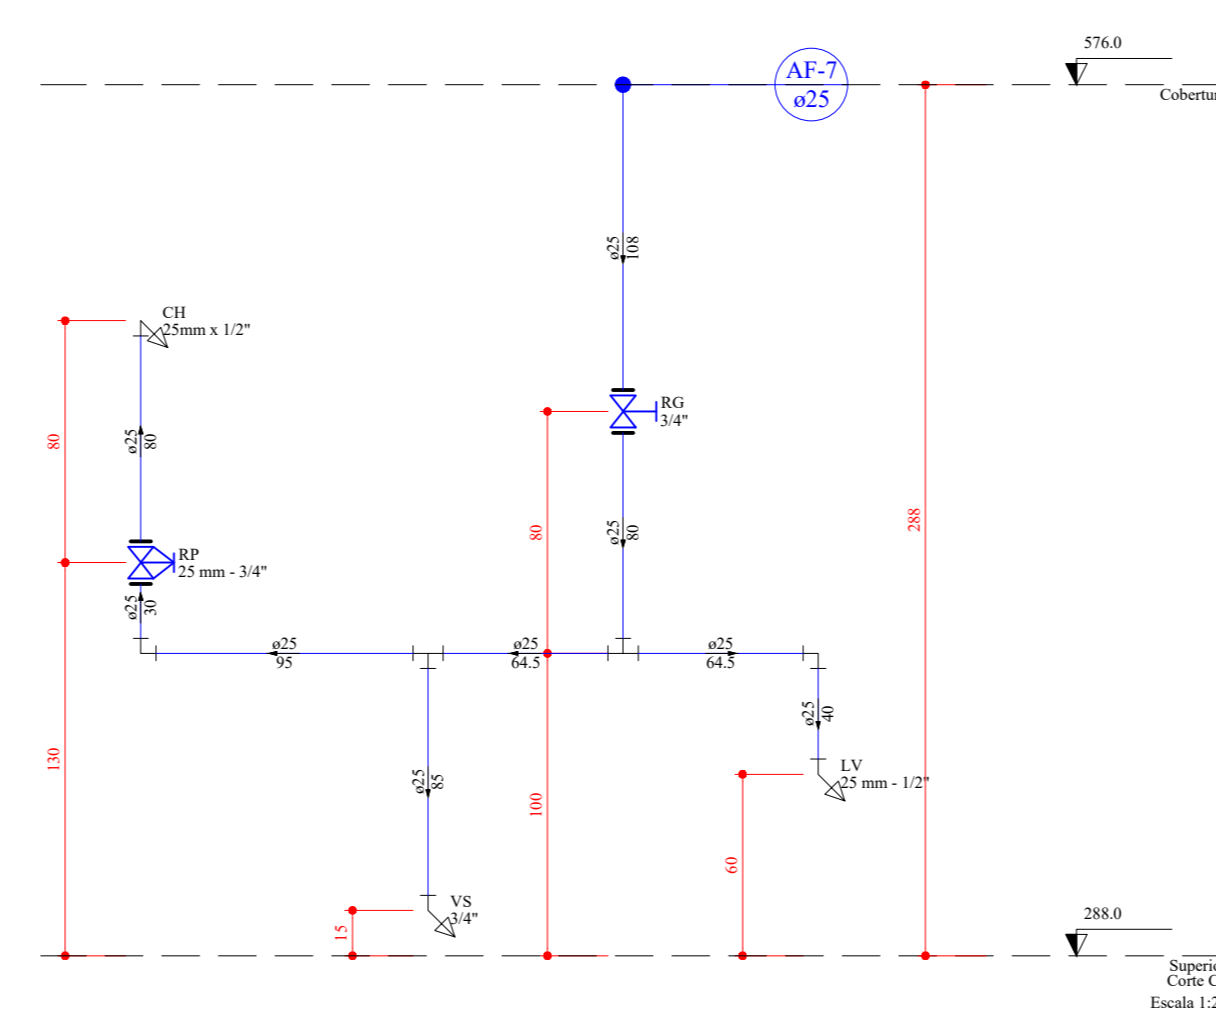 576.0
AF-7
ø25
Cobertur
ø25
108
CH
25mm x 1/2"
RG
3/4"
80
ø25
80
80
ø25
80
288
RP
25 mm - 3/4"
ø25
30
ø25
95
ø25
64.5
ø25
64.5
ø25
40
130
ø25
85
100
LV
25 mm - 1/2"
60
VS
3/4"
15
288.0
Superio
Corte C
Escala 1:2